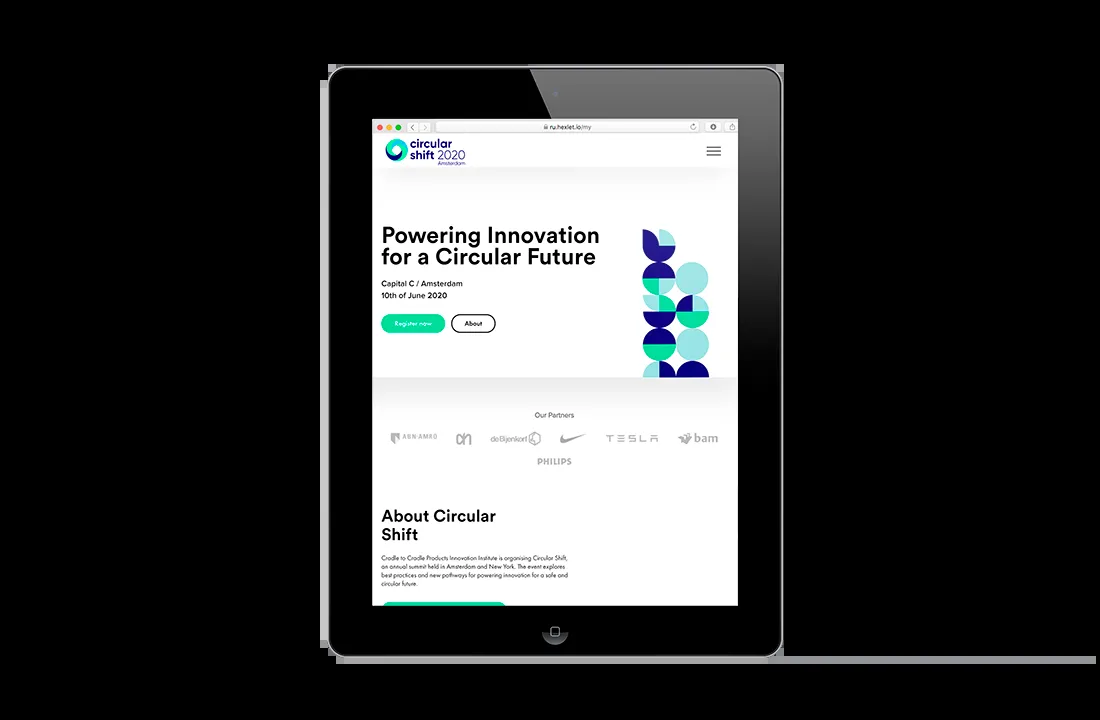 ru.hexlet.io/my
circular
shift 2020
Amsterdam
Powering Innovation
for a Circular Future
Capital C / Amsterdam
10th of June 2020
Register now
About
Our Partners
ABN·AMRO
ah
de Bijenkorf
TESLA
bam
PHILIPS
About Circular
Shift
Cradle to Cradle Products Innovation Institute is organising Circular Shift,
an annual summit held in Amsterdam and New York. The event explores
best practices and new pathways for powering innovation for a safe and
circular future.